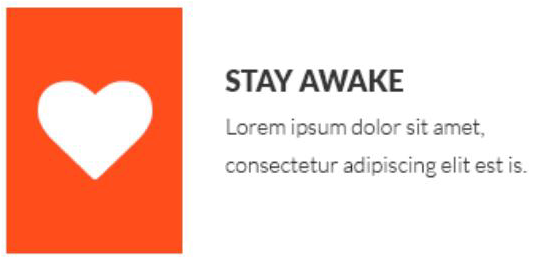 STAY AWAKE
Lorem ipsum dolor sit amet,
consectetur adipiscing elit est is.